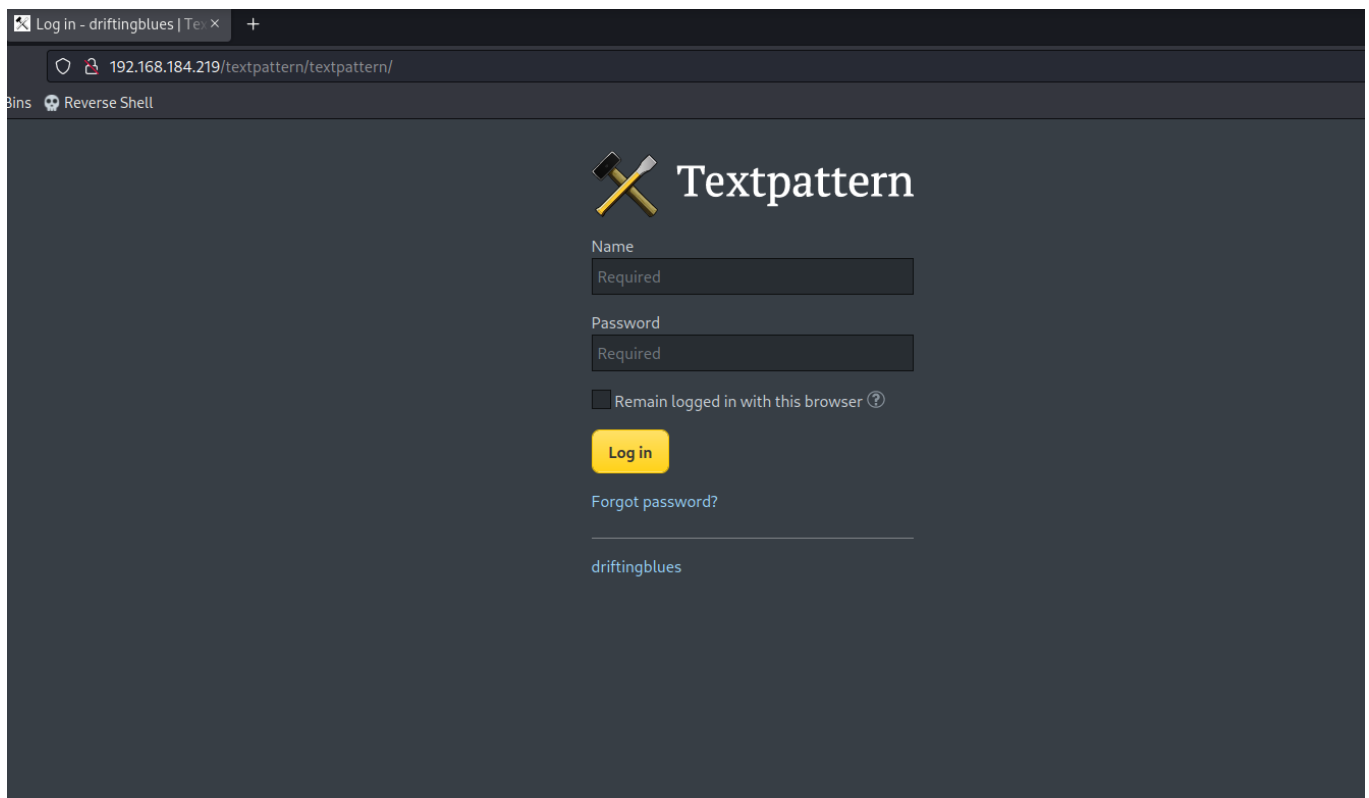 Log in - driftingblues | Tex
192.168.184.219/textpattern/textpattern/
Bins Reverse Shell
Textpattern
Name
Required
Password
Required
Remain logged in with this browser ?
Log in
Forgot password?
driftingblues